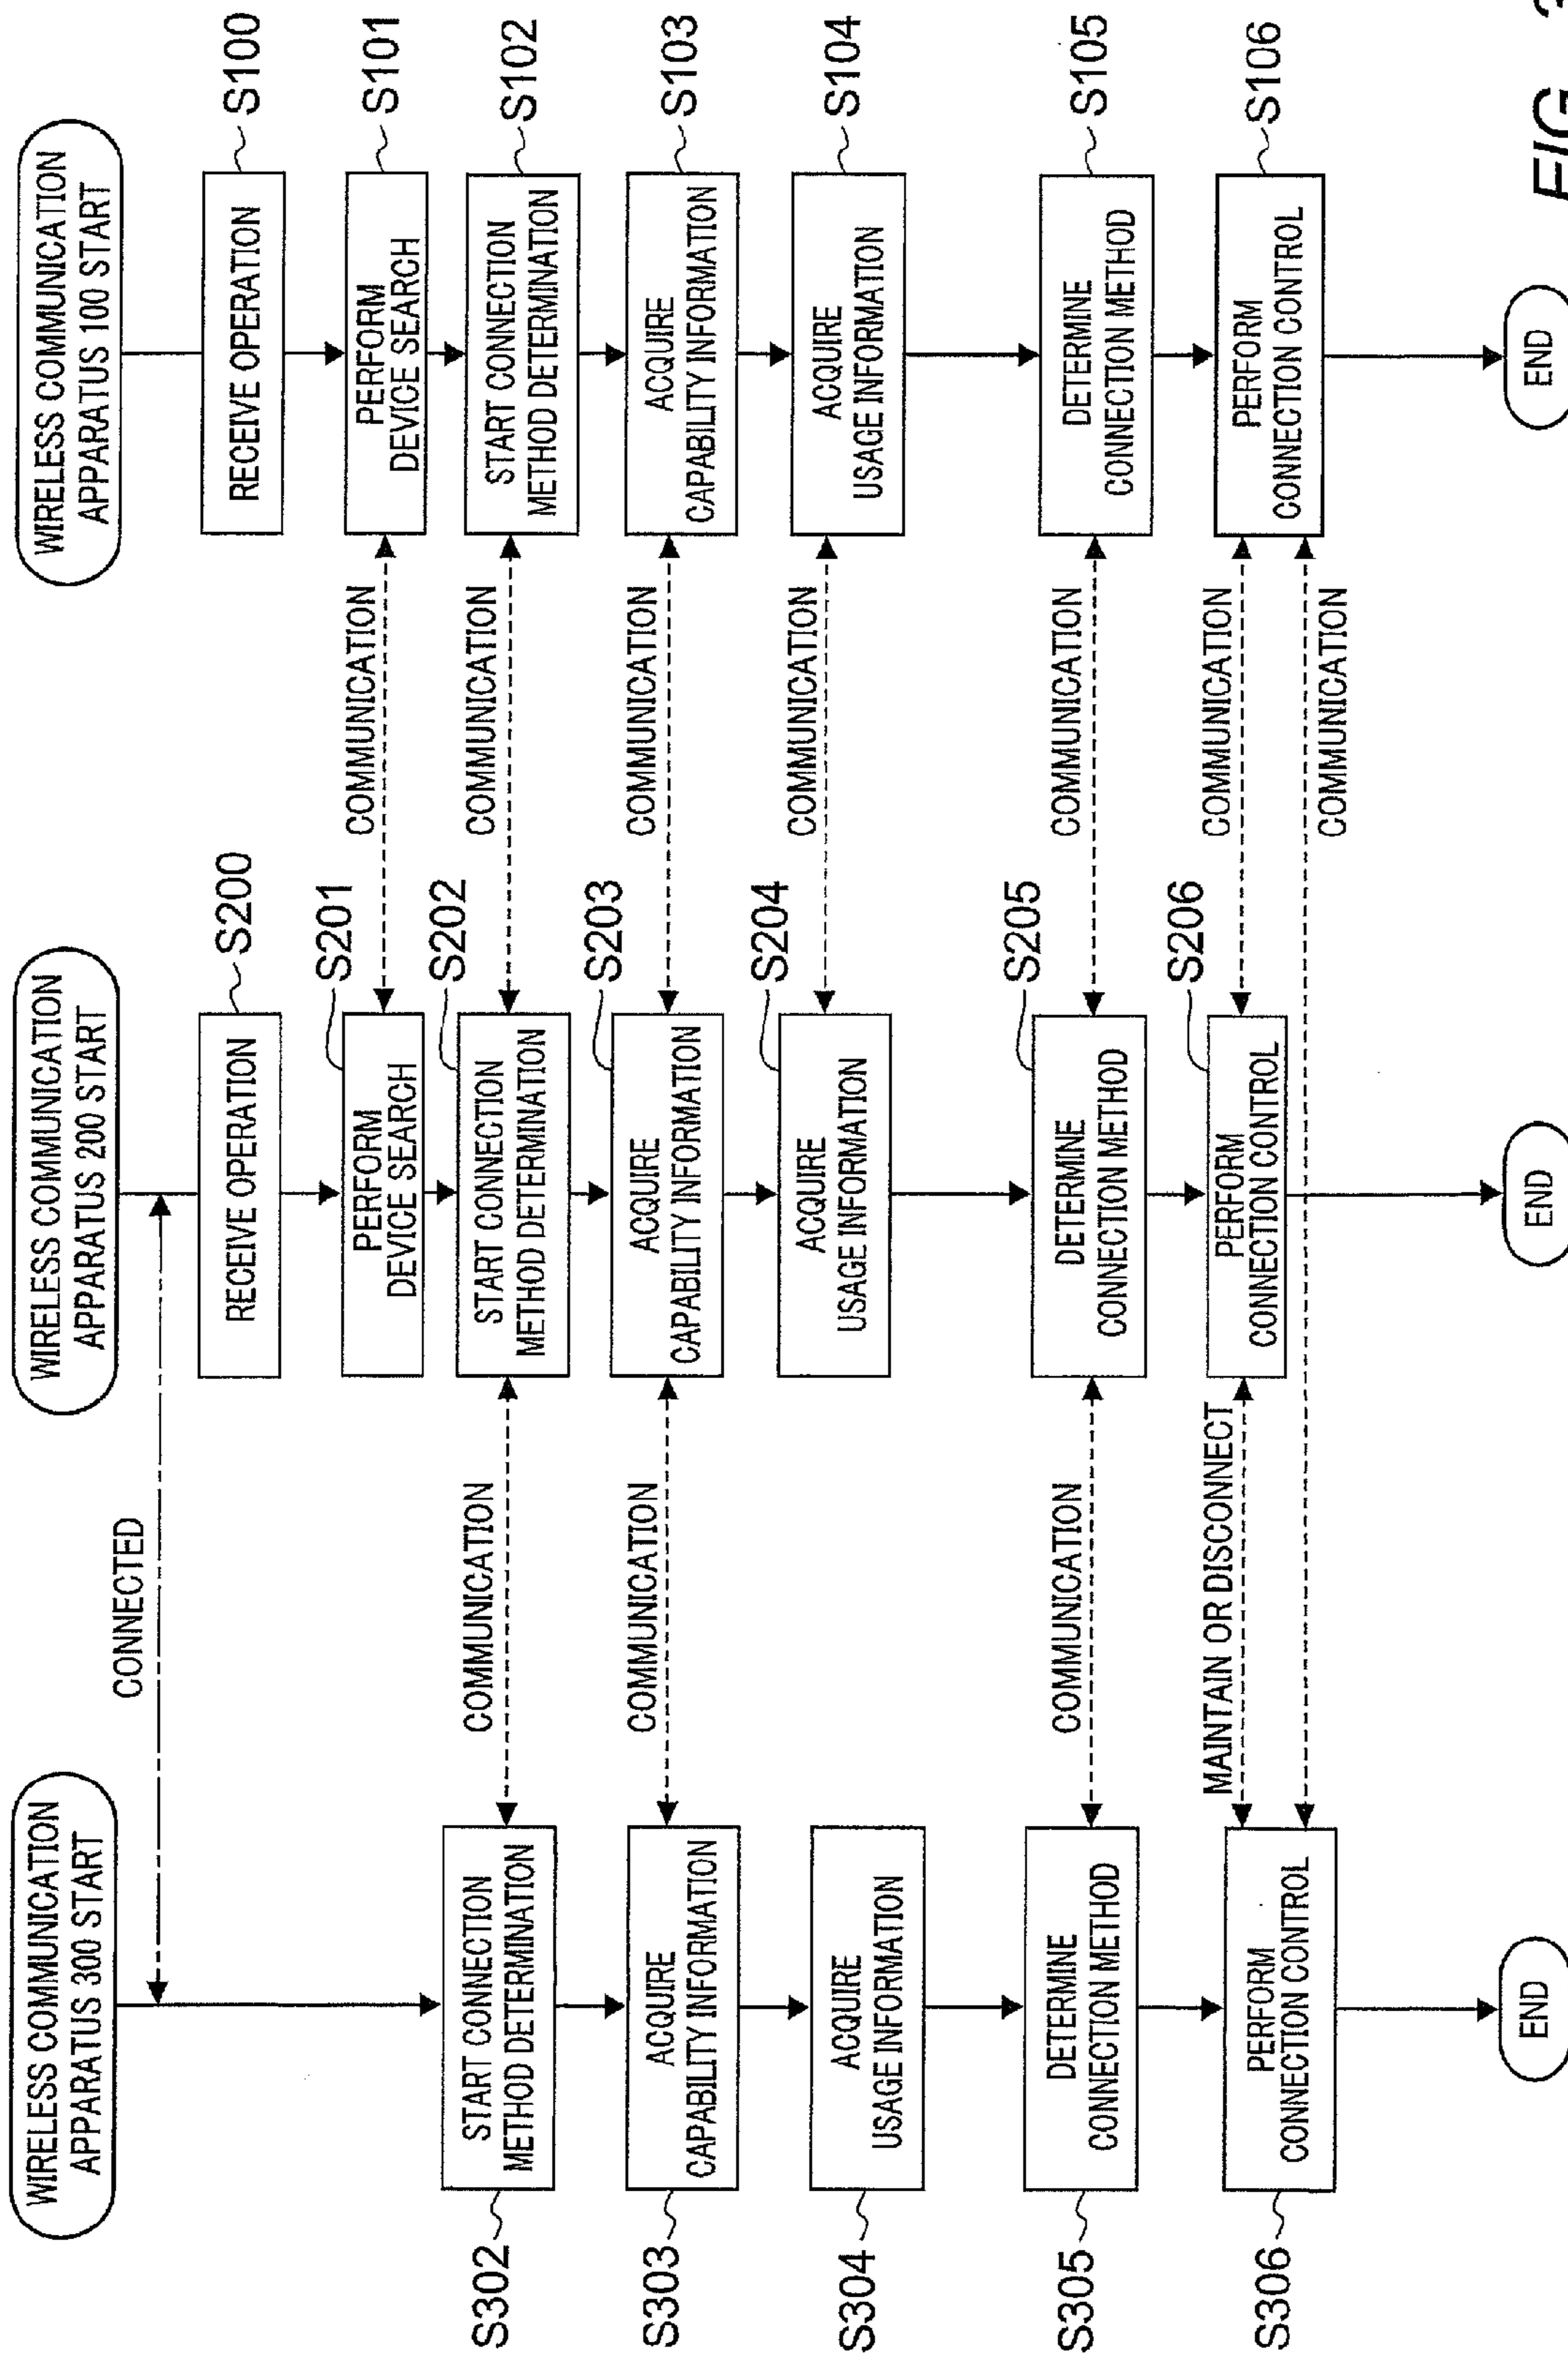 WIRELESS COMMUNICATION
APPARATUS 300 START
CONNECTED
START CONNECTION
METHOD DETERMINATION
S302
ACQUIRE
CAPABILITY INFORMATION
S303
ACQUIRE
USAGE INFORMATION
S304
DETERMINE
CONNECTION METHOD
S305
PERFORM
CONNECTION CONTROL
S306
END
COMMUNICATION
COMMUNICATION
COMMUNICATION
MAINTAIN OR DISCONNECT
WIRELESS COMMUNICATION
APPARATUS 200 START
RECEIVE OPERATION
S200
PERFORM
DEVICE SEARCH
S201
START CONNECTION
METHOD DETERMINATION
S202
ACQUIRE
CAPABILITY INFORMATION
S203
ACQUIRE
USAGE INFORMATION
S204
DETERMINE
CONNECTION METHOD
S205
PERFORM
CONNECTION CONTROL
S206
END
COMMUNICATION
COMMUNICATION
COMMUNICATION
COMMUNICATION
COMMUNICATION
COMMUNICATION
COMMUNICATION
WIRELESS COMMUNICATION
APPARATUS 100 START
RECEIVE OPERATION
S100
PERFORM
DEVICE SEARCH
S101
START CONNECTION
METHOD DETERMINATION
S102
ACQUIRE
CAPABILITY INFORMATION
S103
ACQUIRE
USAGE INFORMATION
S104
DETERMINE
CONNECTION METHOD
S105
PERFORM
CONNECTION CONTROL
S106
END
FIG.